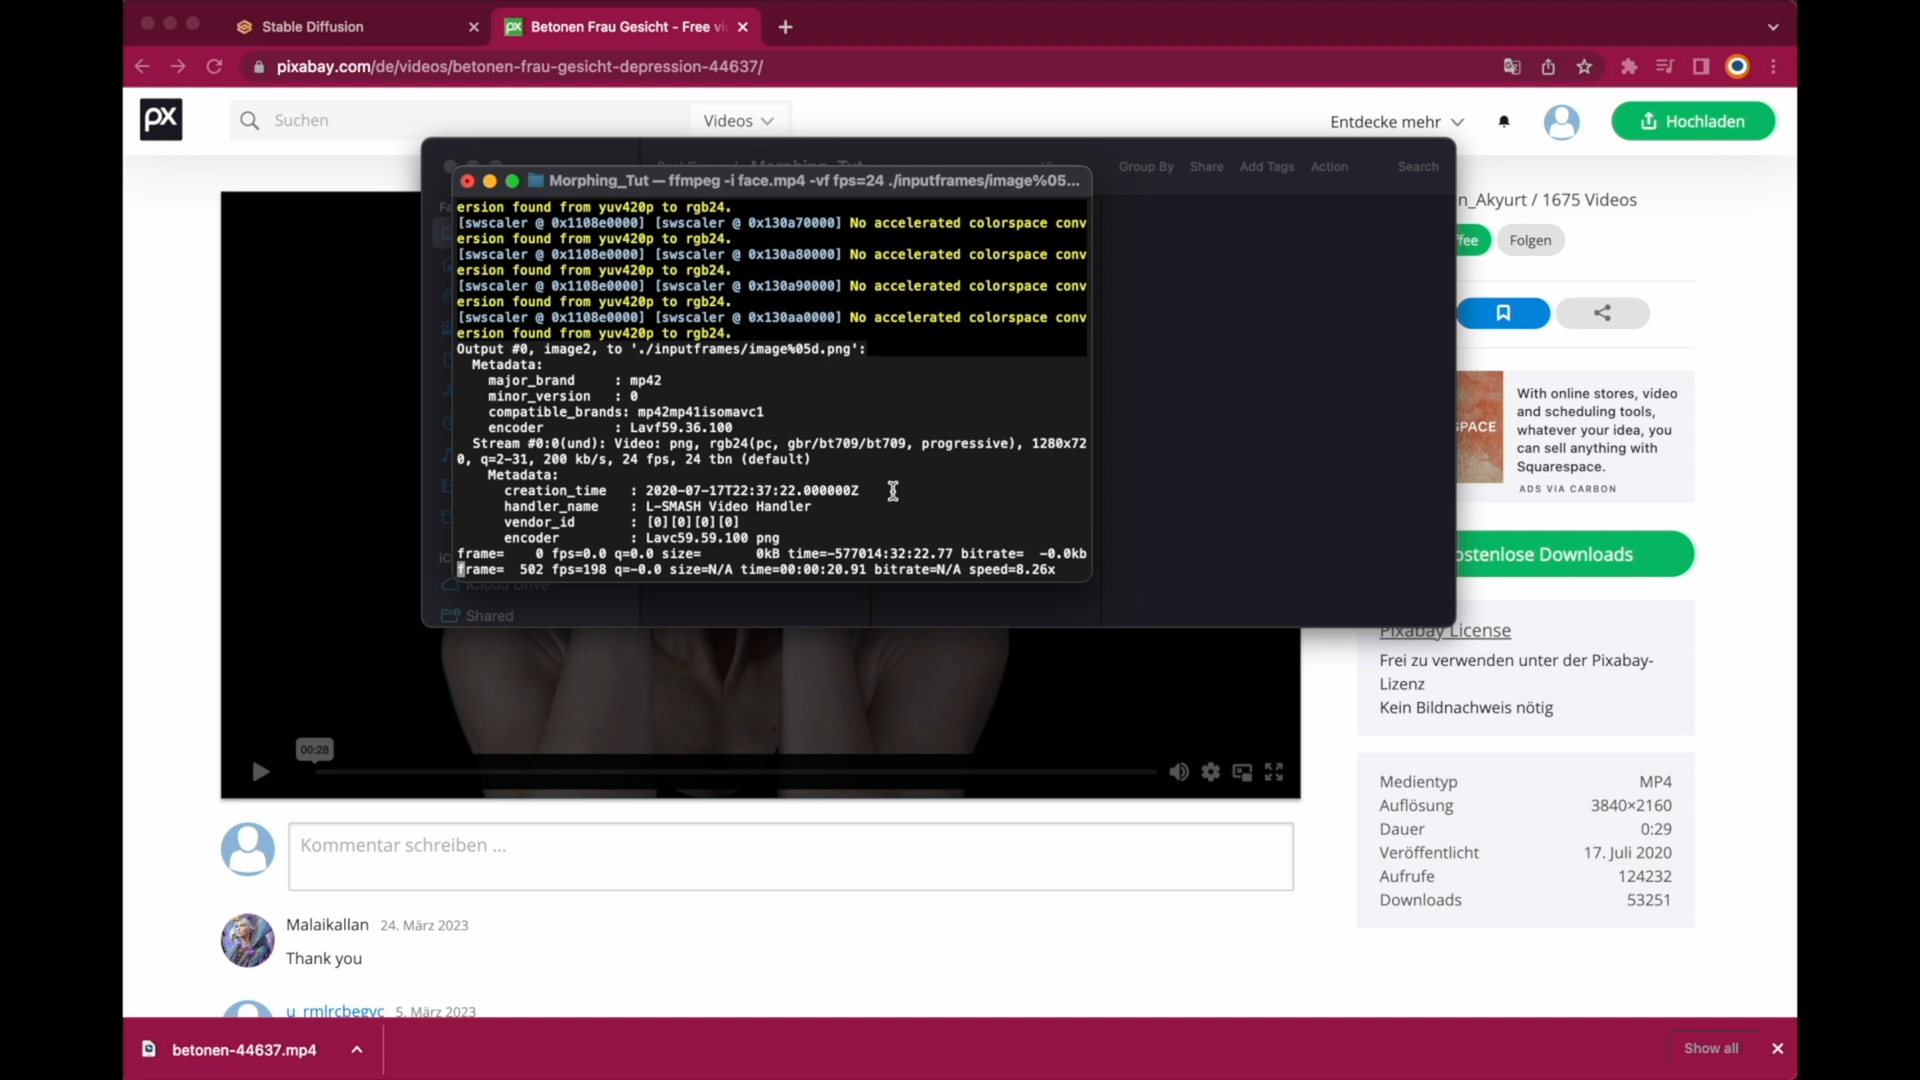 Stable Diffusion
px
Betonen Frau Gesicht - Free vi
pixabay.com/de/videos/betonen-frau-gesicht-depression-44637/
px
Suchen
Videos
Entdecke mehr
Hochladen
Morphing_Tut
Group By
Share
Add Tags
Action
Search
Morphing_Tut — ffmpeg -i face.mp4 -vf fps=24 ./inputframes/image%05...
ersion found from yuv420p to rgb24.
[swscaler @ 0x1108e0000] [swscaler @ 0x130a70000] No accelerated colorspace conv
ersion found from yuv420p to rgb24.
[swscaler @ 0x1108e0000] [swscaler @ 0x130a80000] No accelerated colorspace conv
ersion found from yuv420p to rgb24.
[swscaler @ 0x1108e0000] [swscaler @ 0x130a90000] No accelerated colorspace conv
ersion found from yuv420p to rgb24.
[swscaler @ 0x1108e0000] [swscaler @ 0x130aa0000] No accelerated colorspace conv
ersion found from yuv420p to rgb24.
Output #0, image2, to './inputframes/image%05d.png':
Metadata:
major_brand : mp42
minor_version : 0
compatible_brands: mp42mp41isomavc1
encoder : Lavf59.36.100
Stream #0:0(und): Video: png, rgb24(pc, gbr/bt709/bt709, progressive), 1280x72
0, q=2-31, 200 kb/s, 24 fps, 24 tbn (default)
Metadata:
creation_time : 2020-07-17T22:37:22.000000Z
handler_name : L-SMASH Video Handler
vendor_id : [0][0][0][0]
encoder : Lavc59.59.100 png
frame= 0 fps=0.0 q=0.0 size= 0kB time=-577014:32:22.77 bitrate= -0.0kb
frame= 502 fps=198 q=-0.0 size=N/A time=00:00:20.91 bitrate=N/A speed=8.26x
iCloud Drive
Shared
n_Akyurt / 1675 Videos
ffee
Folgen
PACE
With online stores, video
and scheduling tools,
whatever your idea, you
can sell anything with
Squarespace.
ADS VIA CARBON
ostenlose Downloads
Pixabay License
Frei zu verwenden unter der Pixabay-
Lizenz
Kein Bildnachweis nötig
00:28
Medientyp MP4
Auflösung 3840×2160
Dauer 0:29
Veröffentlicht 17. Juli 2020
Aufrufe 124232
Downloads 53251
Kommentar schreiben ...
Malaikallan 24. März 2023
Thank you
u_rmlrcbegvc 5. März 2023
betonen-44637.mp4
Show all